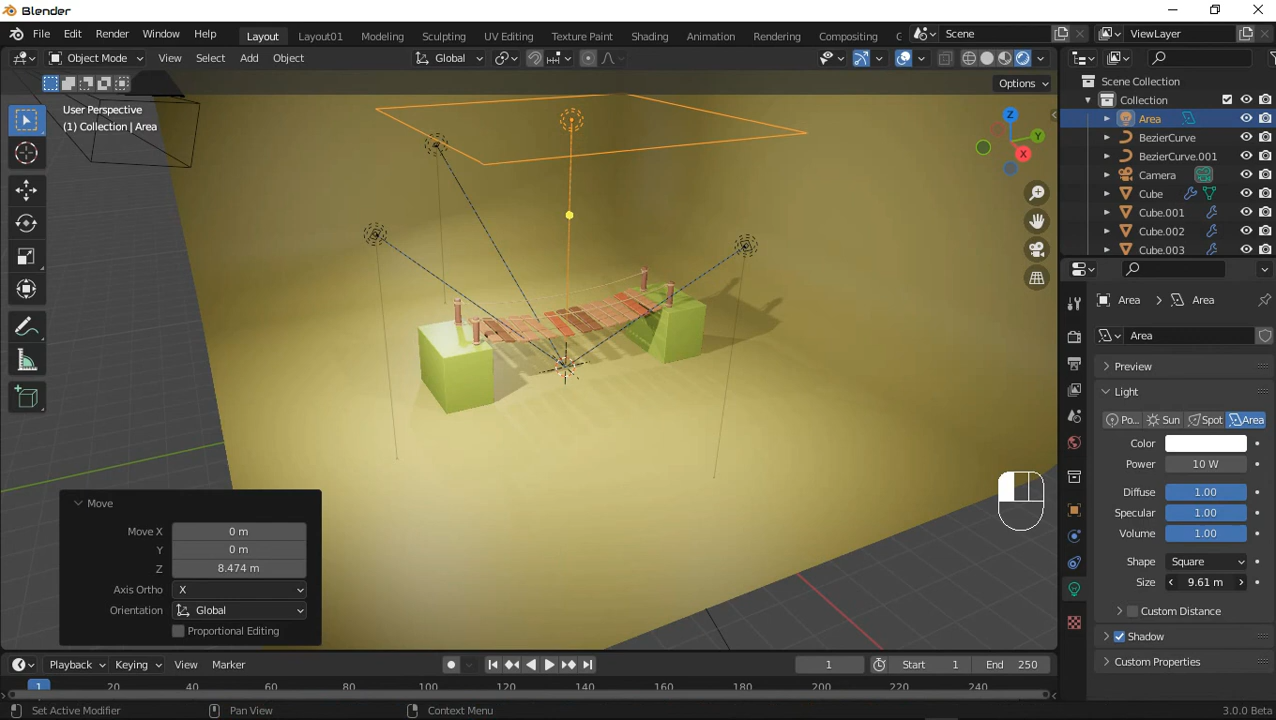 Blender
File Edit Render Window Help
Layout Layout01 Modeling Sculpting UV Editing Texture Paint Shading Animation Rendering Compositing Scene ViewLayer
Object Mode View Select Add Object Global
Options
User Perspective
(1) Collection | Area
Z
Y
X
Scene Collection
Collection
Area
BezierCurve
BezierCurve.001
Camera
Cube
Cube.001
Cube.002
Cube.003
Area Area
Area
Preview
Light
Po... Sun Spot Area
Color
Power 10 W
Diffuse 1.00
Specular 1.00
Volume 1.00
Shape Square
Size 9.61 m
Custom Distance
Shadow
Custom Properties
Move
Move X 0 m
Y 0 m
Z 8.474 m
Axis Ortho X
Orientation Global
Proportional Editing
Playback Keying View Marker 1 Start 1 End 250
1 20 40 60 80 100 120 140 160 180 200 220 240
Set Active Modifier Pan View Context Menu 3.0.0 Beta